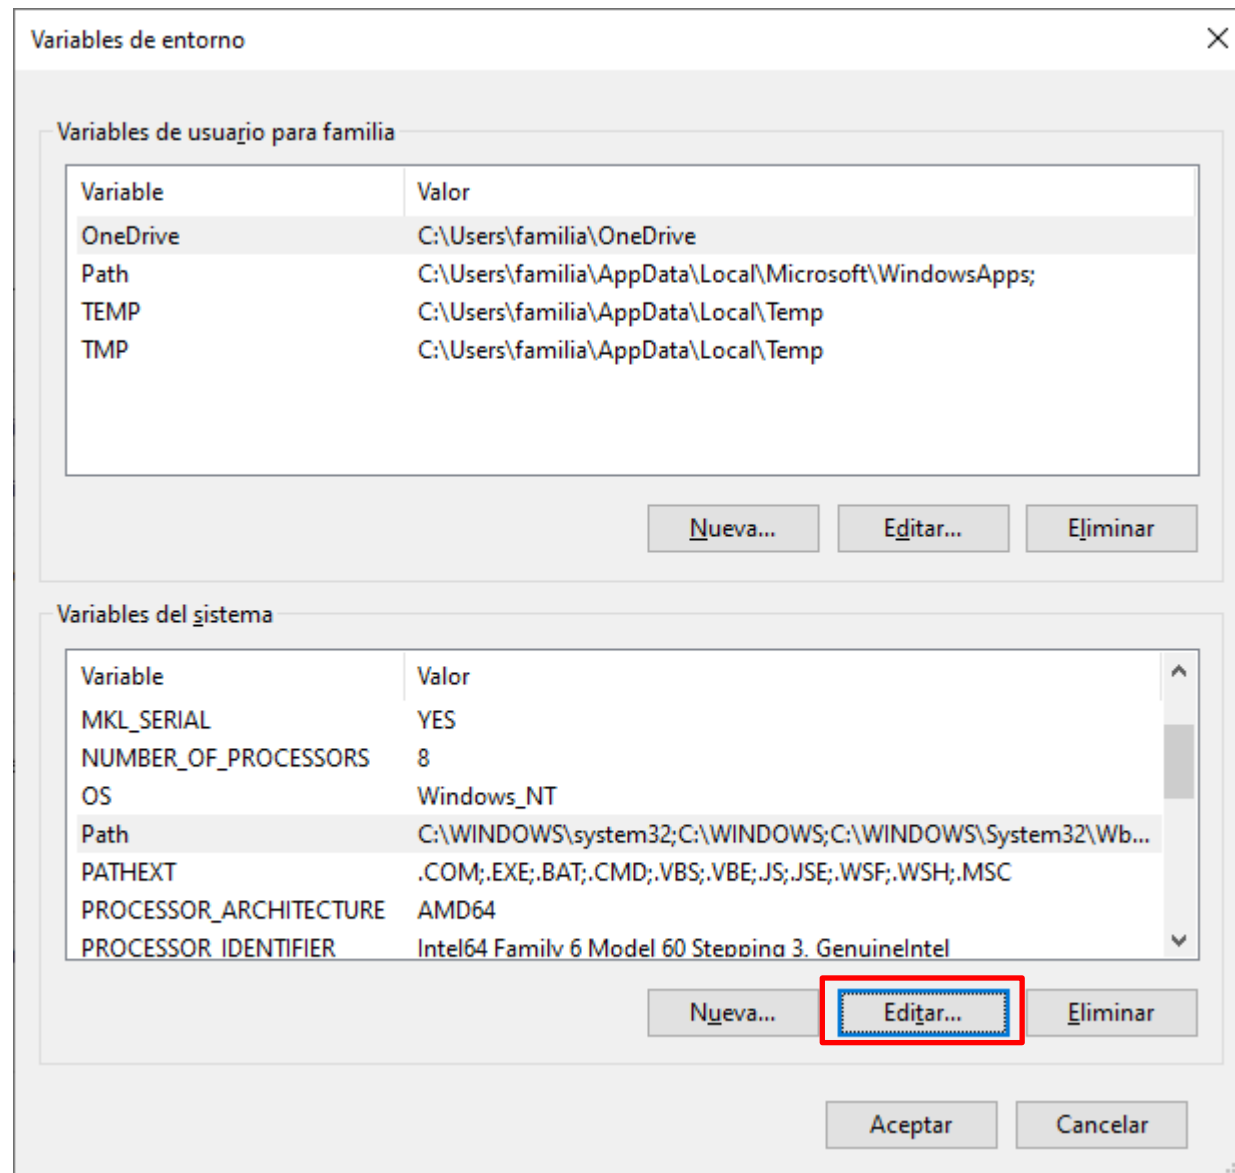 Variables de entorno
Variables de usuario para familia
Variable Valor
OneDrive C:\Users\familia\OneDrive
Path C:\Users\familia\AppData\Local\Microsoft\WindowsApps;
TEMP C:\Users\familia\AppData\Local\Temp
TMP C:\Users\familia\AppData\Local\Temp
Nueva... Editar... Eliminar
Variables del sistema
Variable Valor
MKL_SERIAL YES
NUMBER_OF_PROCESSORS 8
OS Windows_NT
Path C:\WINDOWS\system32;C:\WINDOWS;C:\WINDOWS\System32\Wb...
PATHEXT .COM;.EXE;.BAT;.CMD;.VBS;.VBE;.JS;.JSE;.WSF;.WSH;.MSC
PROCESSOR_ARCHITECTURE AMD64
PROCESSOR_IDENTIFIER Intel64 Family 6 Model 60 Stepping 3, GenuineIntel
Nueva... Editar... Eliminar
Aceptar Cancelar